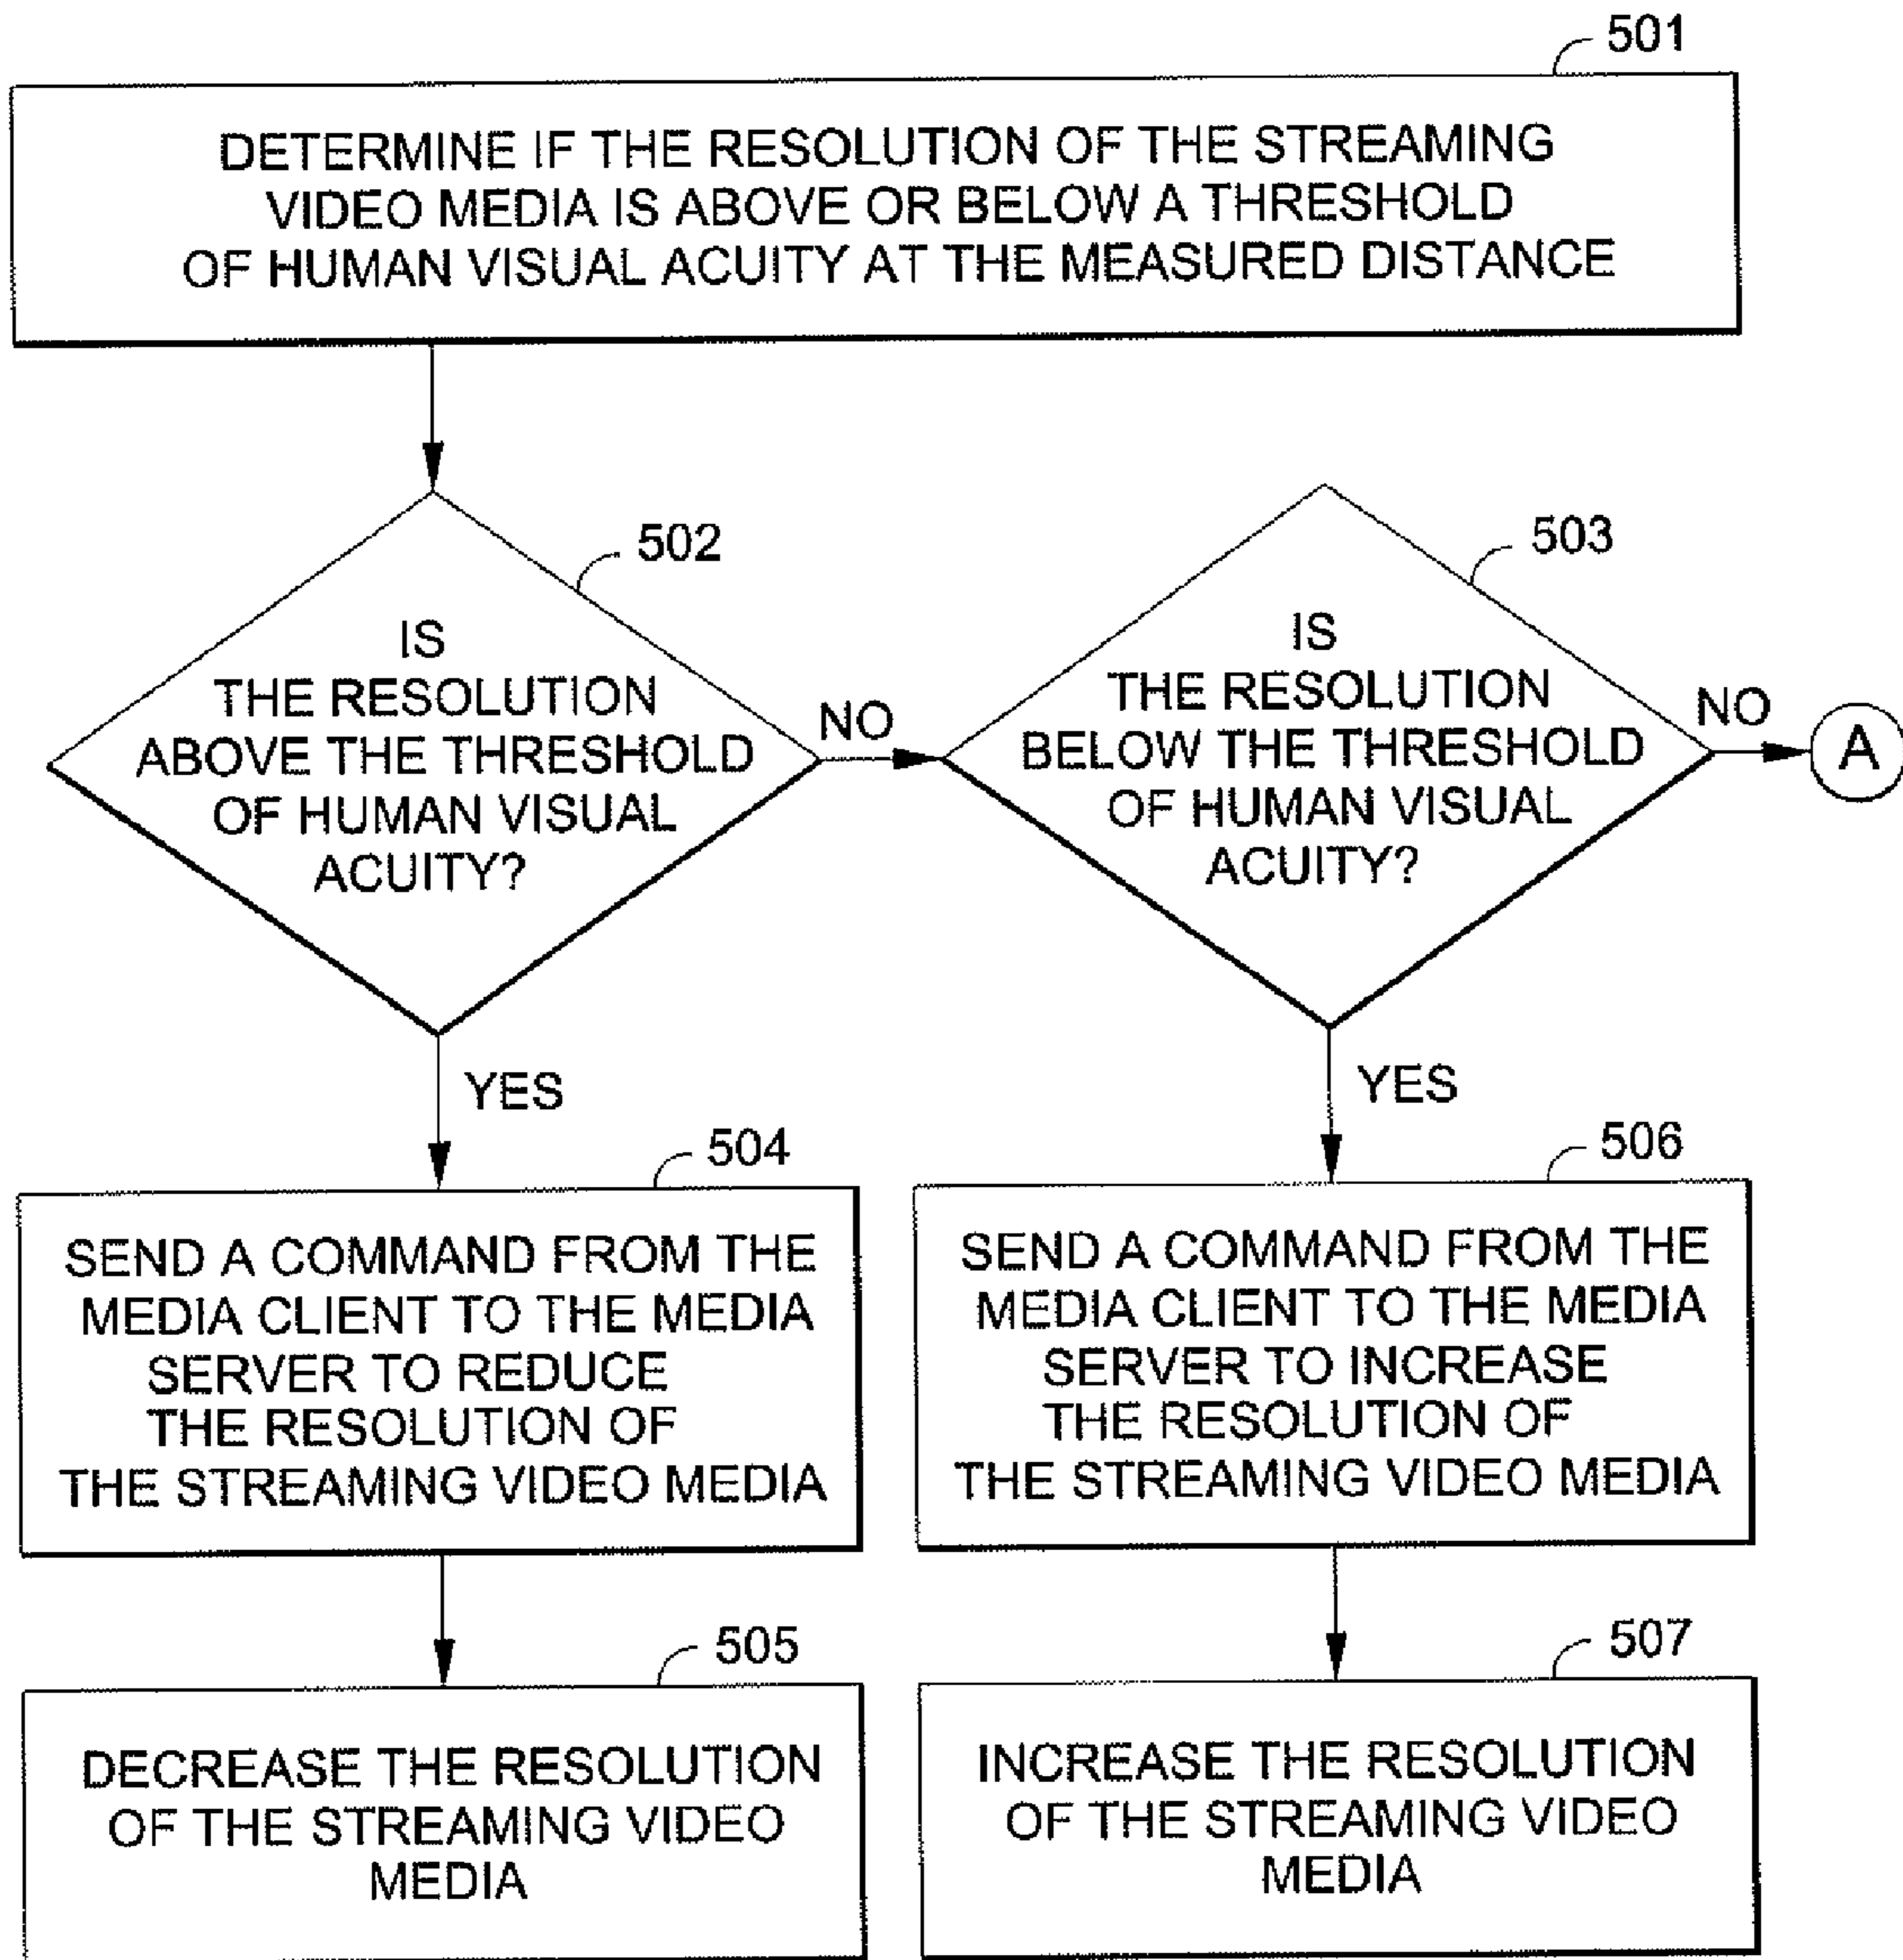 501
DETERMINE IF THE RESOLUTION OF THE STREAMING
VIDEO MEDIA IS ABOVE OR BELOW A THRESHOLD
OF HUMAN VISUAL ACUITY AT THE MEASURED DISTANCE
502
IS
THE RESOLUTION
ABOVE THE THRESHOLD
OF HUMAN VISUAL
ACUITY?
NO
503
IS
THE RESOLUTION
BELOW THE THRESHOLD
OF HUMAN VISUAL
ACUITY?
NO
A
YES
504
SEND A COMMAND FROM THE
MEDIA CLIENT TO THE MEDIA
SERVER TO REDUCE
THE RESOLUTION OF
THE STREAMING VIDEO MEDIA
YES
506
SEND A COMMAND FROM THE
MEDIA CLIENT TO THE MEDIA
SERVER TO INCREASE
THE RESOLUTION OF
THE STREAMING VIDEO MEDIA
505
DECREASE THE RESOLUTION
OF THE STREAMING VIDEO
MEDIA
507
INCREASE THE RESOLUTION
OF THE STREAMING VIDEO
MEDIA